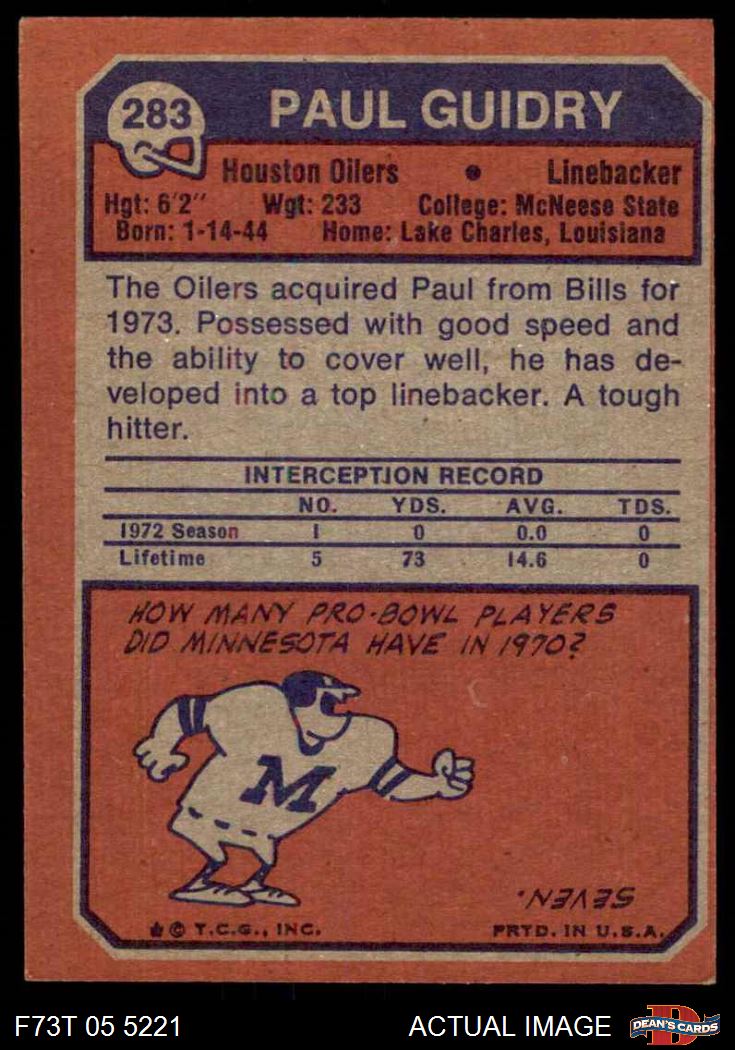 283
PAUL GUIDRY
Houston Oilers • Linebacker
Hgt: 6'2" Wgt: 233 College: McNeese State
Born: 1-14-44 Home: Lake Charles, Louisiana
The Oilers acquired Paul from Bills for
1973. Possessed with good speed and
the ability to cover well, he has de-
veloped into a top linebacker. A tough
hitter.
INTERCEPTION RECORD
NO. YDS. AVG. TDS.
1972 Season 1 0 0.0 0
Lifetime 5 73 14.6 0
HOW MANY PRO-BOWL PLAYERS
DID MINNESOTA HAVE IN 1970?
M
SEVEN.
© T.C.G., INC. PRTD. IN U.S.A.
F73T 05 5221 ACTUAL IMAGE
D
DEAN'S CARDS